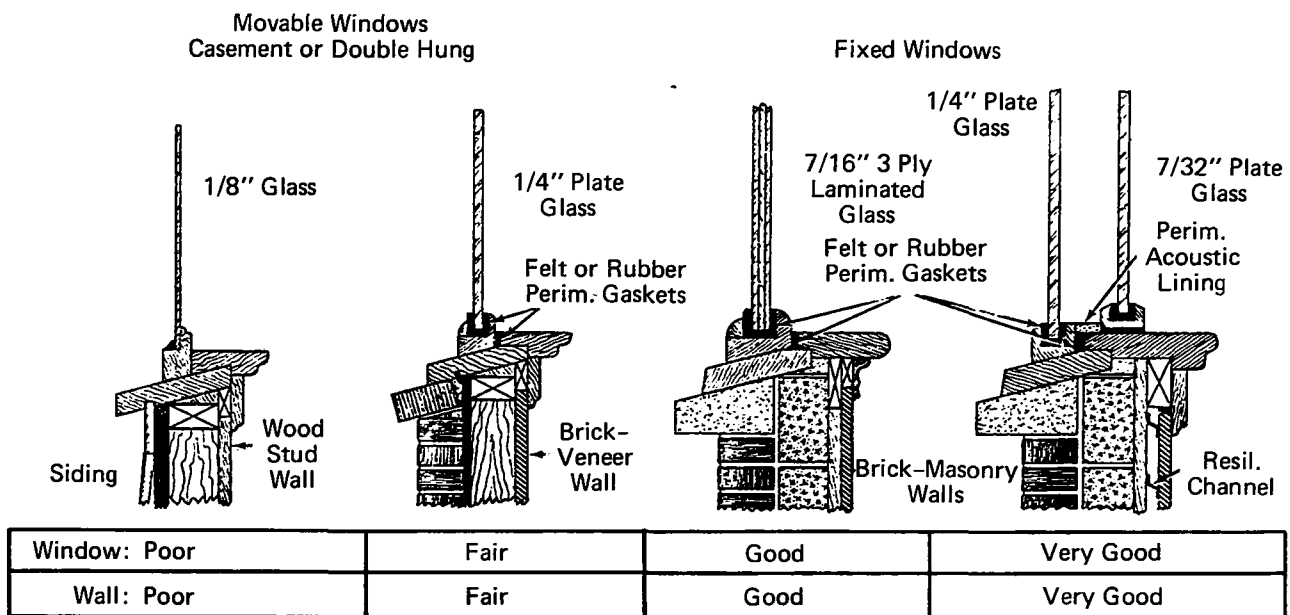 Movable Windows
Casement or Double Hung
Fixed Windows
1/8″ Glass
1/4″ Plate
Glass
Felt or Rubber
Perim. Gaskets
7/16″ 3 Ply
Laminated
Glass
Felt or Rubber
Perim. Gaskets
1/4″ Plate
Glass
7/32″ Plate
Glass
Perim.
Acoustic
Lining
Siding
Wood
Stud
Wall
Brick-
Veneer
Wall
Brick-Masonry
Walls
Resil.
Channel
Window: Poor Fair Good Very Good
Wall: Poor Fair Good Very Good